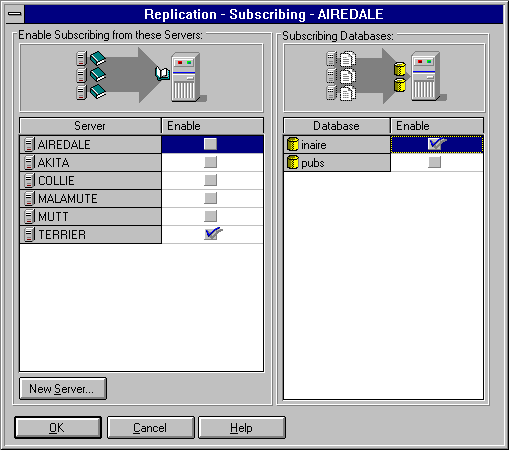 Replication - Subscribing - AIREDALE
Enable Subscribing from these Servers:
Server Enable
AIREDALE
AKITA
COLLIE
MALAMUTE
MUTT
TERRIER
New Server...
Subscribing Databases:
Database Enable
inaire
pubs
OK Cancel Help